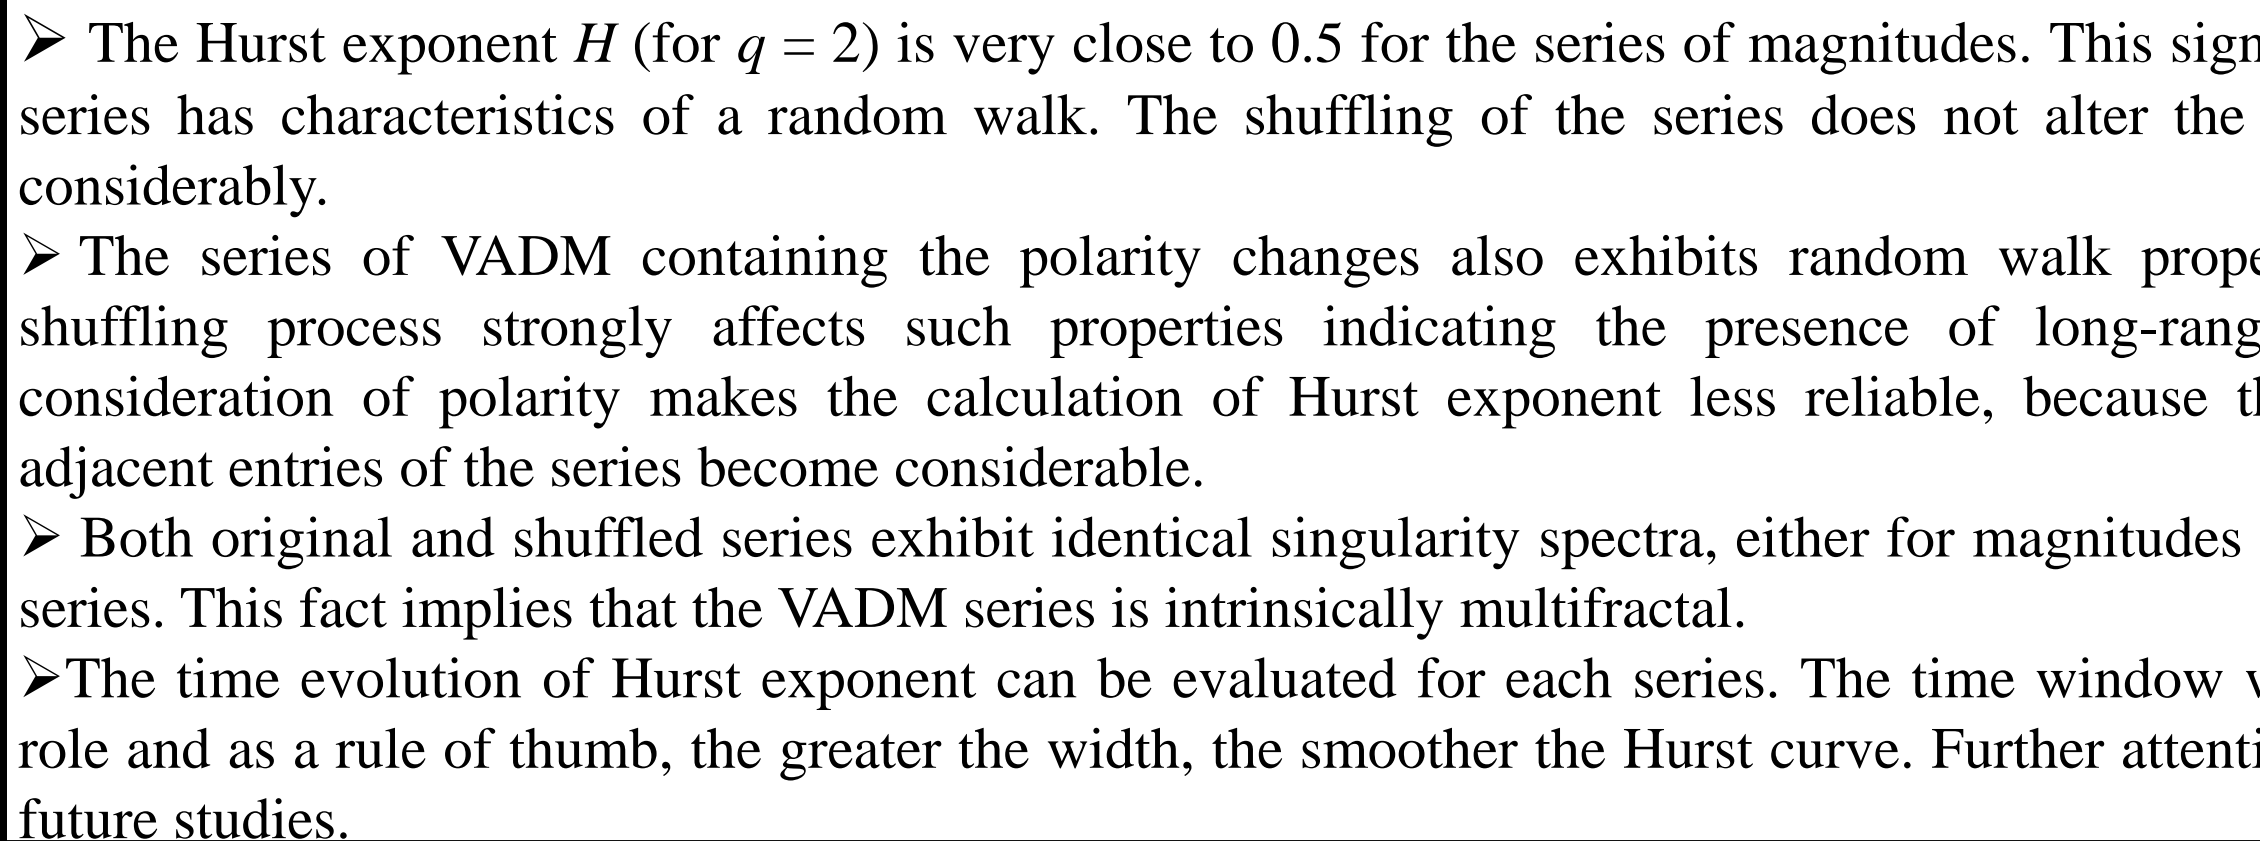 ➢ The Hurst exponent H (for q = 2) is very close to 0.5 for the series of magnitudes. This
series has characteristics of a random walk. The shuffling of the series does not alter the
considerably.
➢ The series of VADM containing the polarity changes also exhibits random walk
shuffling process strongly affects such properties indicating the presence of
consideration of polarity makes the calculation of Hurst exponent less reliable, because
adjacent entries of the series become considerable.
➢ Both original and shuffled series exhibit identical singularity spectra, either for magnitudes
series. This fact implies that the VADM series is intrinsically multifractal.
➢The time evolution of Hurst exponent can be evaluated for each series. The time window
role and as a rule of thumb, the greater the width, the smoother the Hurst curve. Further
future studies.